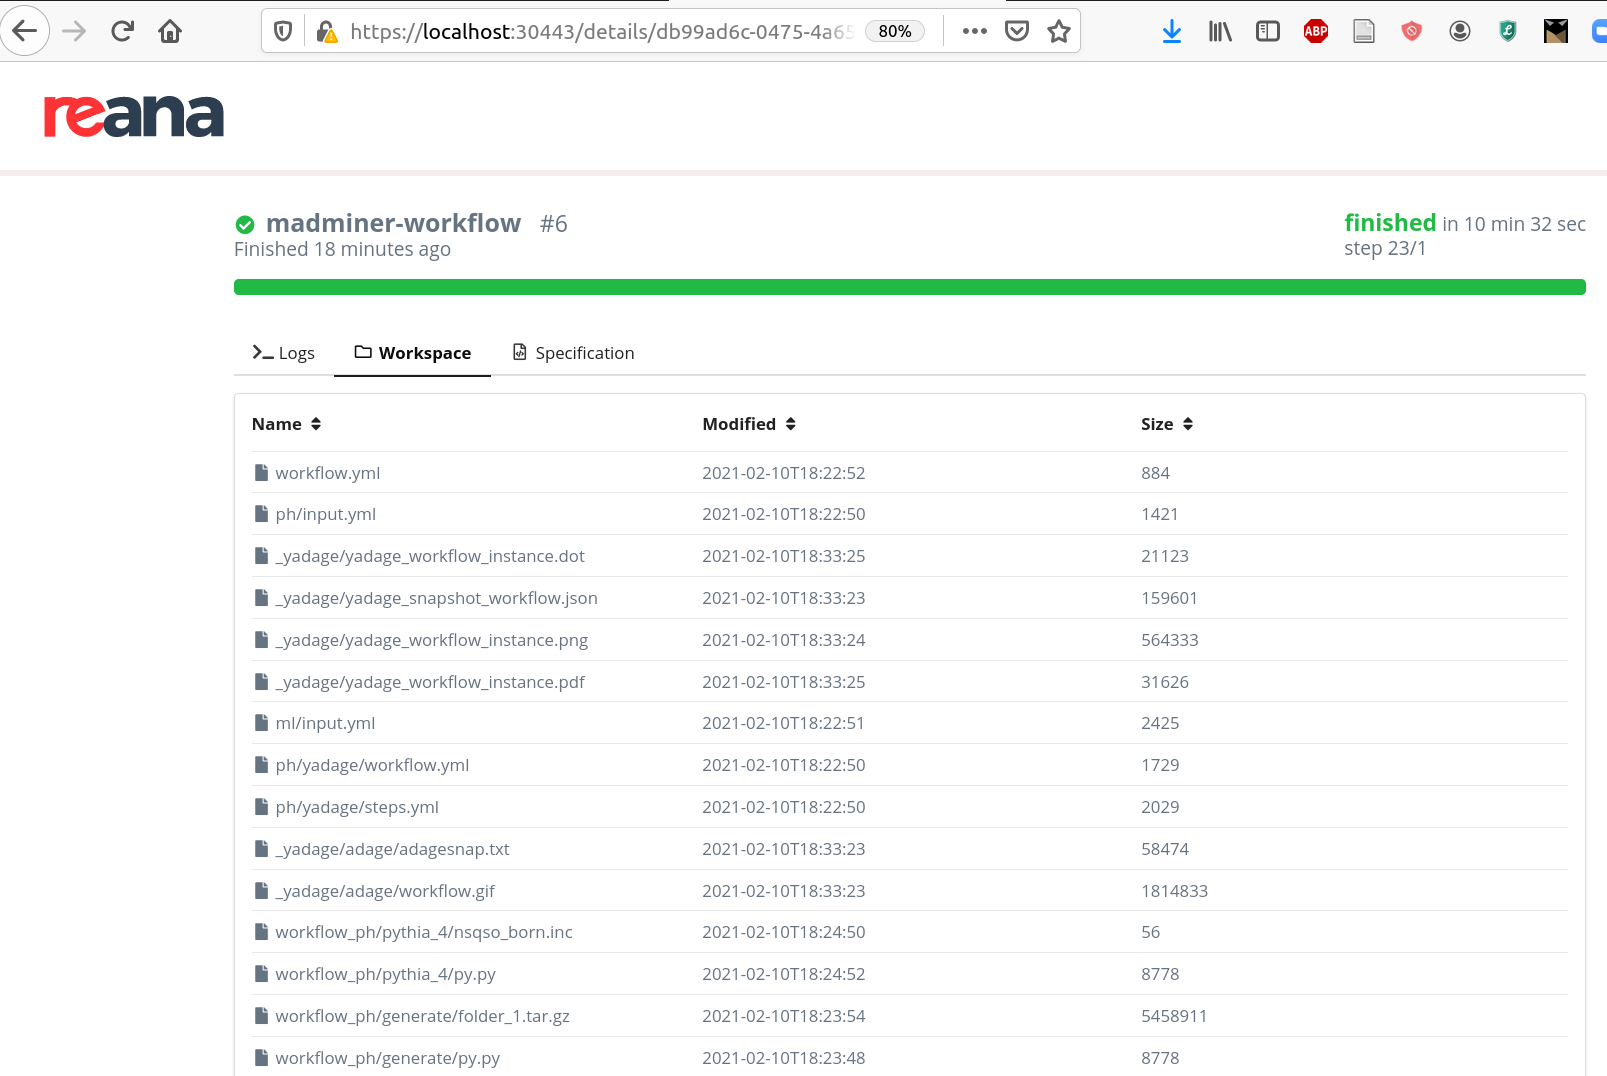 https://localhost:30443/details/db99ad6c-0475-4a65 80%
ABP
reana
madminer-workflow #6
finished in 10 min 32 sec
Finished 18 minutes ago
step 23/1
Logs Workspace Specification
Name Modified Size
workflow.yml 2021-02-10T18:22:52 884
ph/input.yml 2021-02-10T18:22:50 1421
_yadage/yadage_workflow_instance.dot 2021-02-10T18:33:25 21123
_yadage/yadage_snapshot_workflow.json 2021-02-10T18:33:23 159601
_yadage/yadage_workflow_instance.png 2021-02-10T18:33:24 564333
_yadage/yadage_workflow_instance.pdf 2021-02-10T18:33:25 31626
ml/input.yml 2021-02-10T18:22:51 2425
ph/yadage/workflow.yml 2021-02-10T18:22:50 1729
ph/yadage/steps.yml 2021-02-10T18:22:50 2029
_yadage/adage/adagesnap.txt 2021-02-10T18:33:23 58474
_yadage/adage/workflow.gif 2021-02-10T18:33:23 1814833
workflow_ph/pythia_4/nsqso_born.inc 2021-02-10T18:24:50 56
workflow_ph/pythia_4/py.py 2021-02-10T18:24:52 8778
workflow_ph/generate/folder_1.tar.gz 2021-02-10T18:23:54 5458911
workflow_ph/generate/py.py 2021-02-10T18:23:48 8778